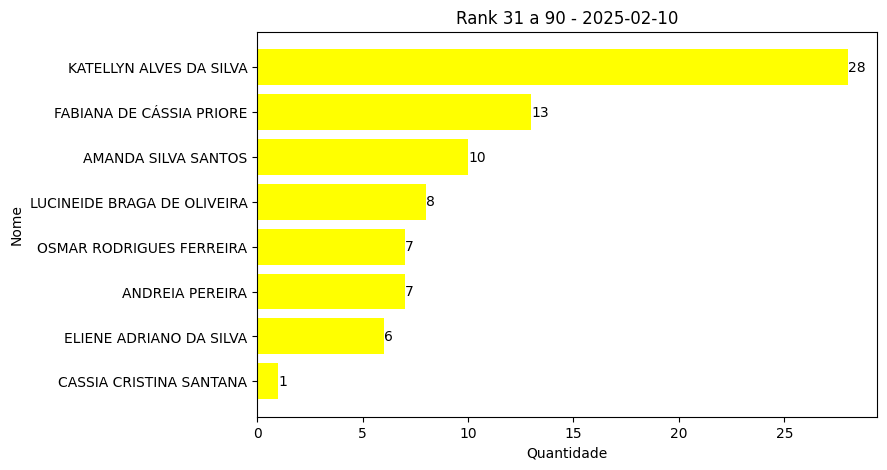 Rank 31 a 90 - 2025-02-10
Nome
KATELLYN ALVES DA SILVA 28
FABIANA DE CÁSSIA PRIORE 13
AMANDA SILVA SANTOS 10
LUCINEIDE BRAGA DE OLIVEIRA 8
OSMAR RODRIGUES FERREIRA 7
ANDREIA PEREIRA 7
ELIENE ADRIANO DA SILVA 6
CASSIA CRISTINA SANTANA 1
0 5 10 15 20 25
Quantidade